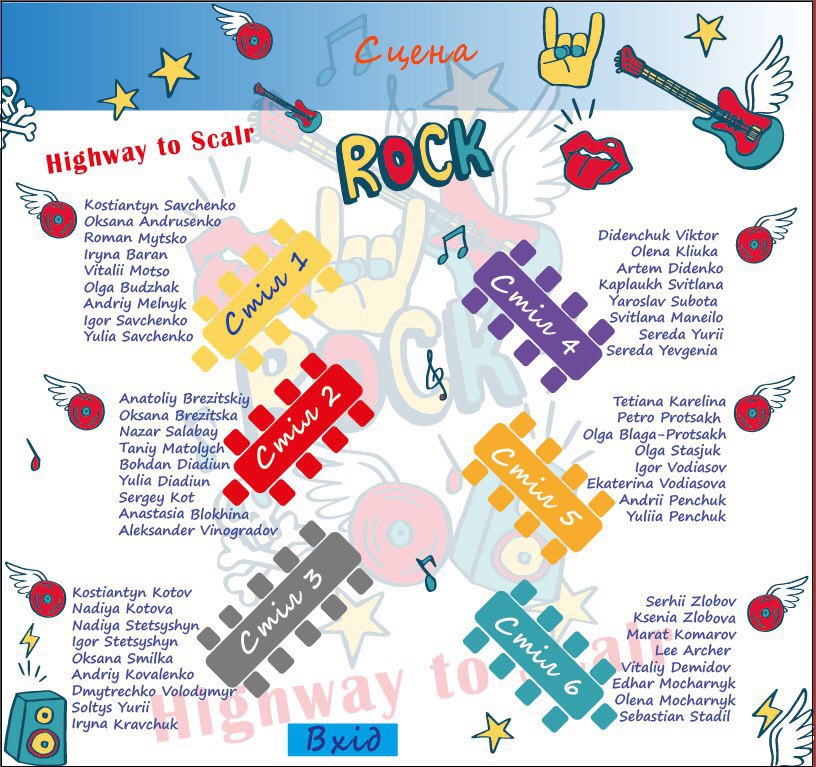 Сцена
Highway to Scalr
ROCK
Kostiantyn Savchenko
Oksana Andrusenko
Roman Mytsko
Iryna Baran
Vitalii Motso
Olga Budzhak
Andriy Melnyk
Igor Savchenko
Yulia Savchenko
Стіл 1
Didenchuk Viktor
Olena Kliuka
Artem Didenko
Kaplaukh Svitlana
Yaroslav Subota
Svitlana Maneilo
Sereda Yurii
Sereda Yevgenia
Стіл 4
ROCK
Anatoliy Brezitskiy
Oksana Brezitska
Nazar Salabay
Taniy Matolych
Bohdan Diadiun
Yulia Diadiun
Sergey Kot
Anastasia Blokhina
Aleksander Vinogradov
Стіл 2
Tetiana Karelina
Petro Protsakh
Olga Blaga-Protsakh
Olga Stasjuk
Igor Vodiasov
Ekaterina Vodiasova
Andrii Penchuk
Yuliia Penchuk
Стіл 5
Kostiantyn Kotov
Nadiya Kotova
Nadiya Stetsyshyn
Igor Stetsyshyn
Oksana Smilka
Andriy Kovalenko
Dmytrechko Volodymyr
Soltys Yurii
Iryna Kravchuk
Стіл 3
Serhii Zlobov
Ksenia Zlobova
Marat Komarov
Lee Archer
Vitaliy Demidov
Edhar Mocharnyk
Olena Mocharnyk
Sebastian Stadil
Стіл 6
Highway to Scalr
Вхід